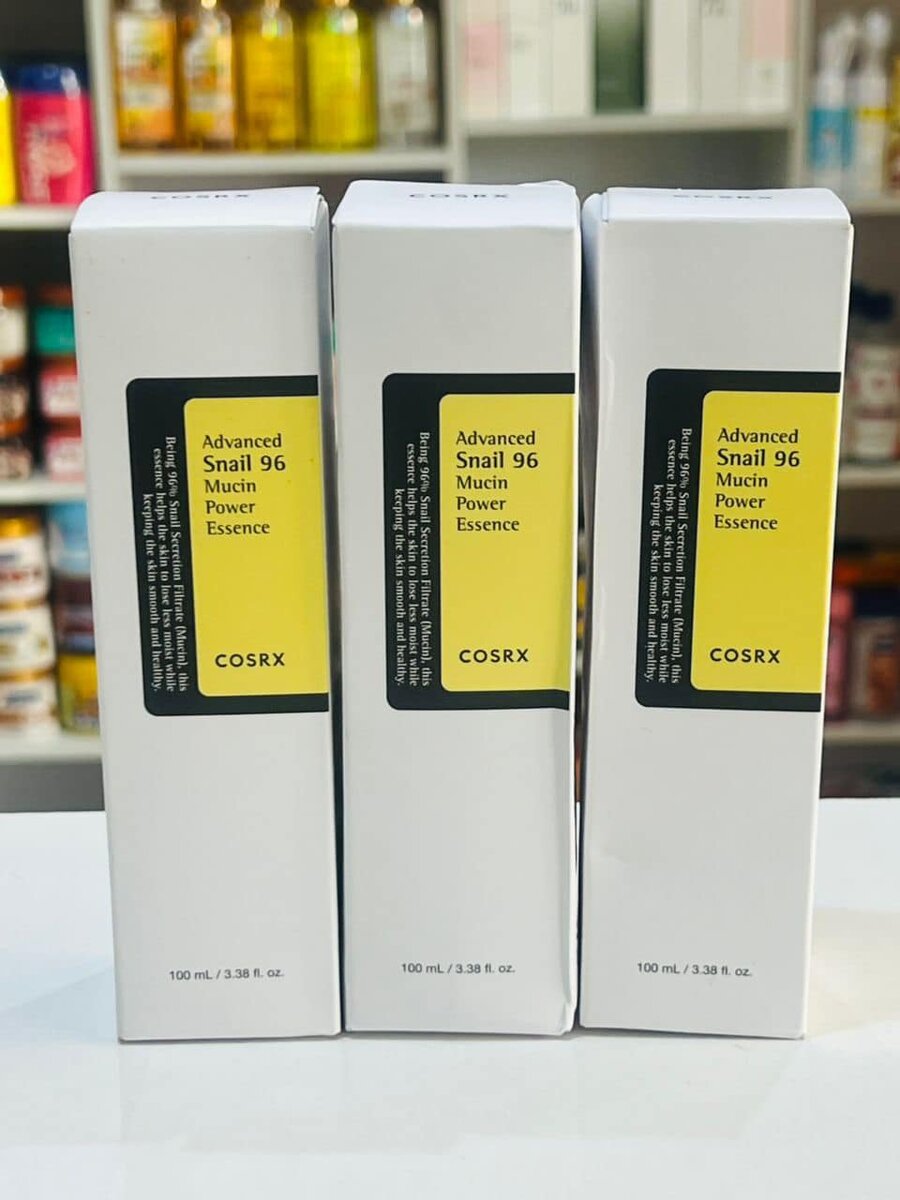 COSRX
Advanced
Snail 96
Mucin
Power
Essence
Being 96% Snail Secretion Filtrate (Mucin), this
essence helps the skin to lose less moist while
keeping the skin smooth and healthy.
COSRX
100 mL / 3.38 fl. oz.
COSRX
Advanced
Snail 96
Mucin
Power
Essence
Being 96% Snail Secretion Filtrate (Mucin), this
essence helps the skin to lose less moist while
keeping the skin smooth and healthy.
COSRX
100 mL / 3.38 fl. oz.
COSRX
Advanced
Snail 96
Mucin
Power
Essence
Being 96% Snail Secretion Filtrate (Mucin), this
essence helps the skin to lose less moist while
keeping the skin smooth and healthy.
COSRX
100 mL / 3.38 fl. oz.